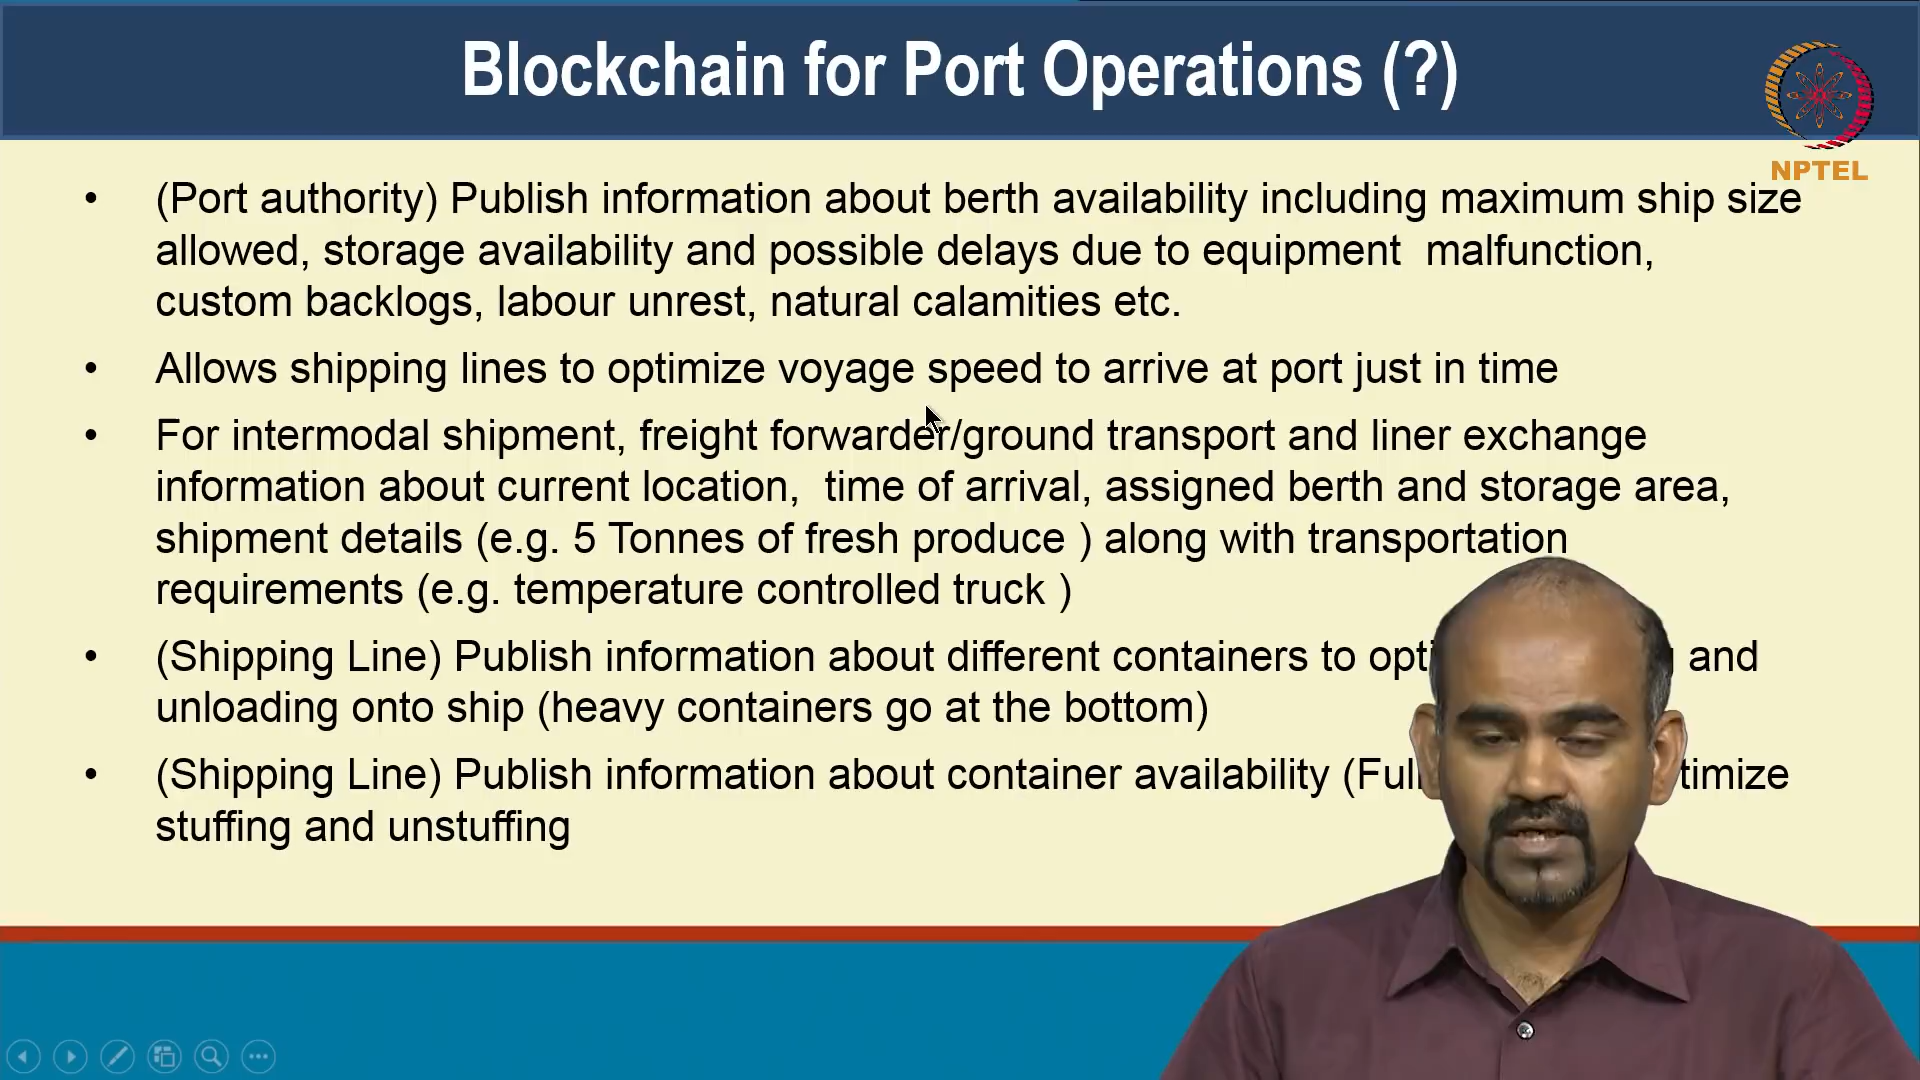 Blockchain for Port Operations (?)
NPTEL
• (Port authority) Publish information about berth availability including maximum ship size
allowed, storage availability and possible delays due to equipment malfunction,
custom backlogs, labour unrest, natural calamities etc.
• Allows shipping lines to optimize voyage speed to arrive at port just in time
• For intermodal shipment, freight forwarder/ground transport and liner exchange
information about current location, time of arrival, assigned berth and storage area,
shipment details (e.g. 5 Tonnes of fresh produce ) along with transportation
requirements (e.g. temperature controlled truck )
• (Shipping Line) Publish information about different containers to and
unloading onto ship (heavy containers go at the bottom)
• (Shipping Line) Publish information about container availability
stuffing and unstuffing